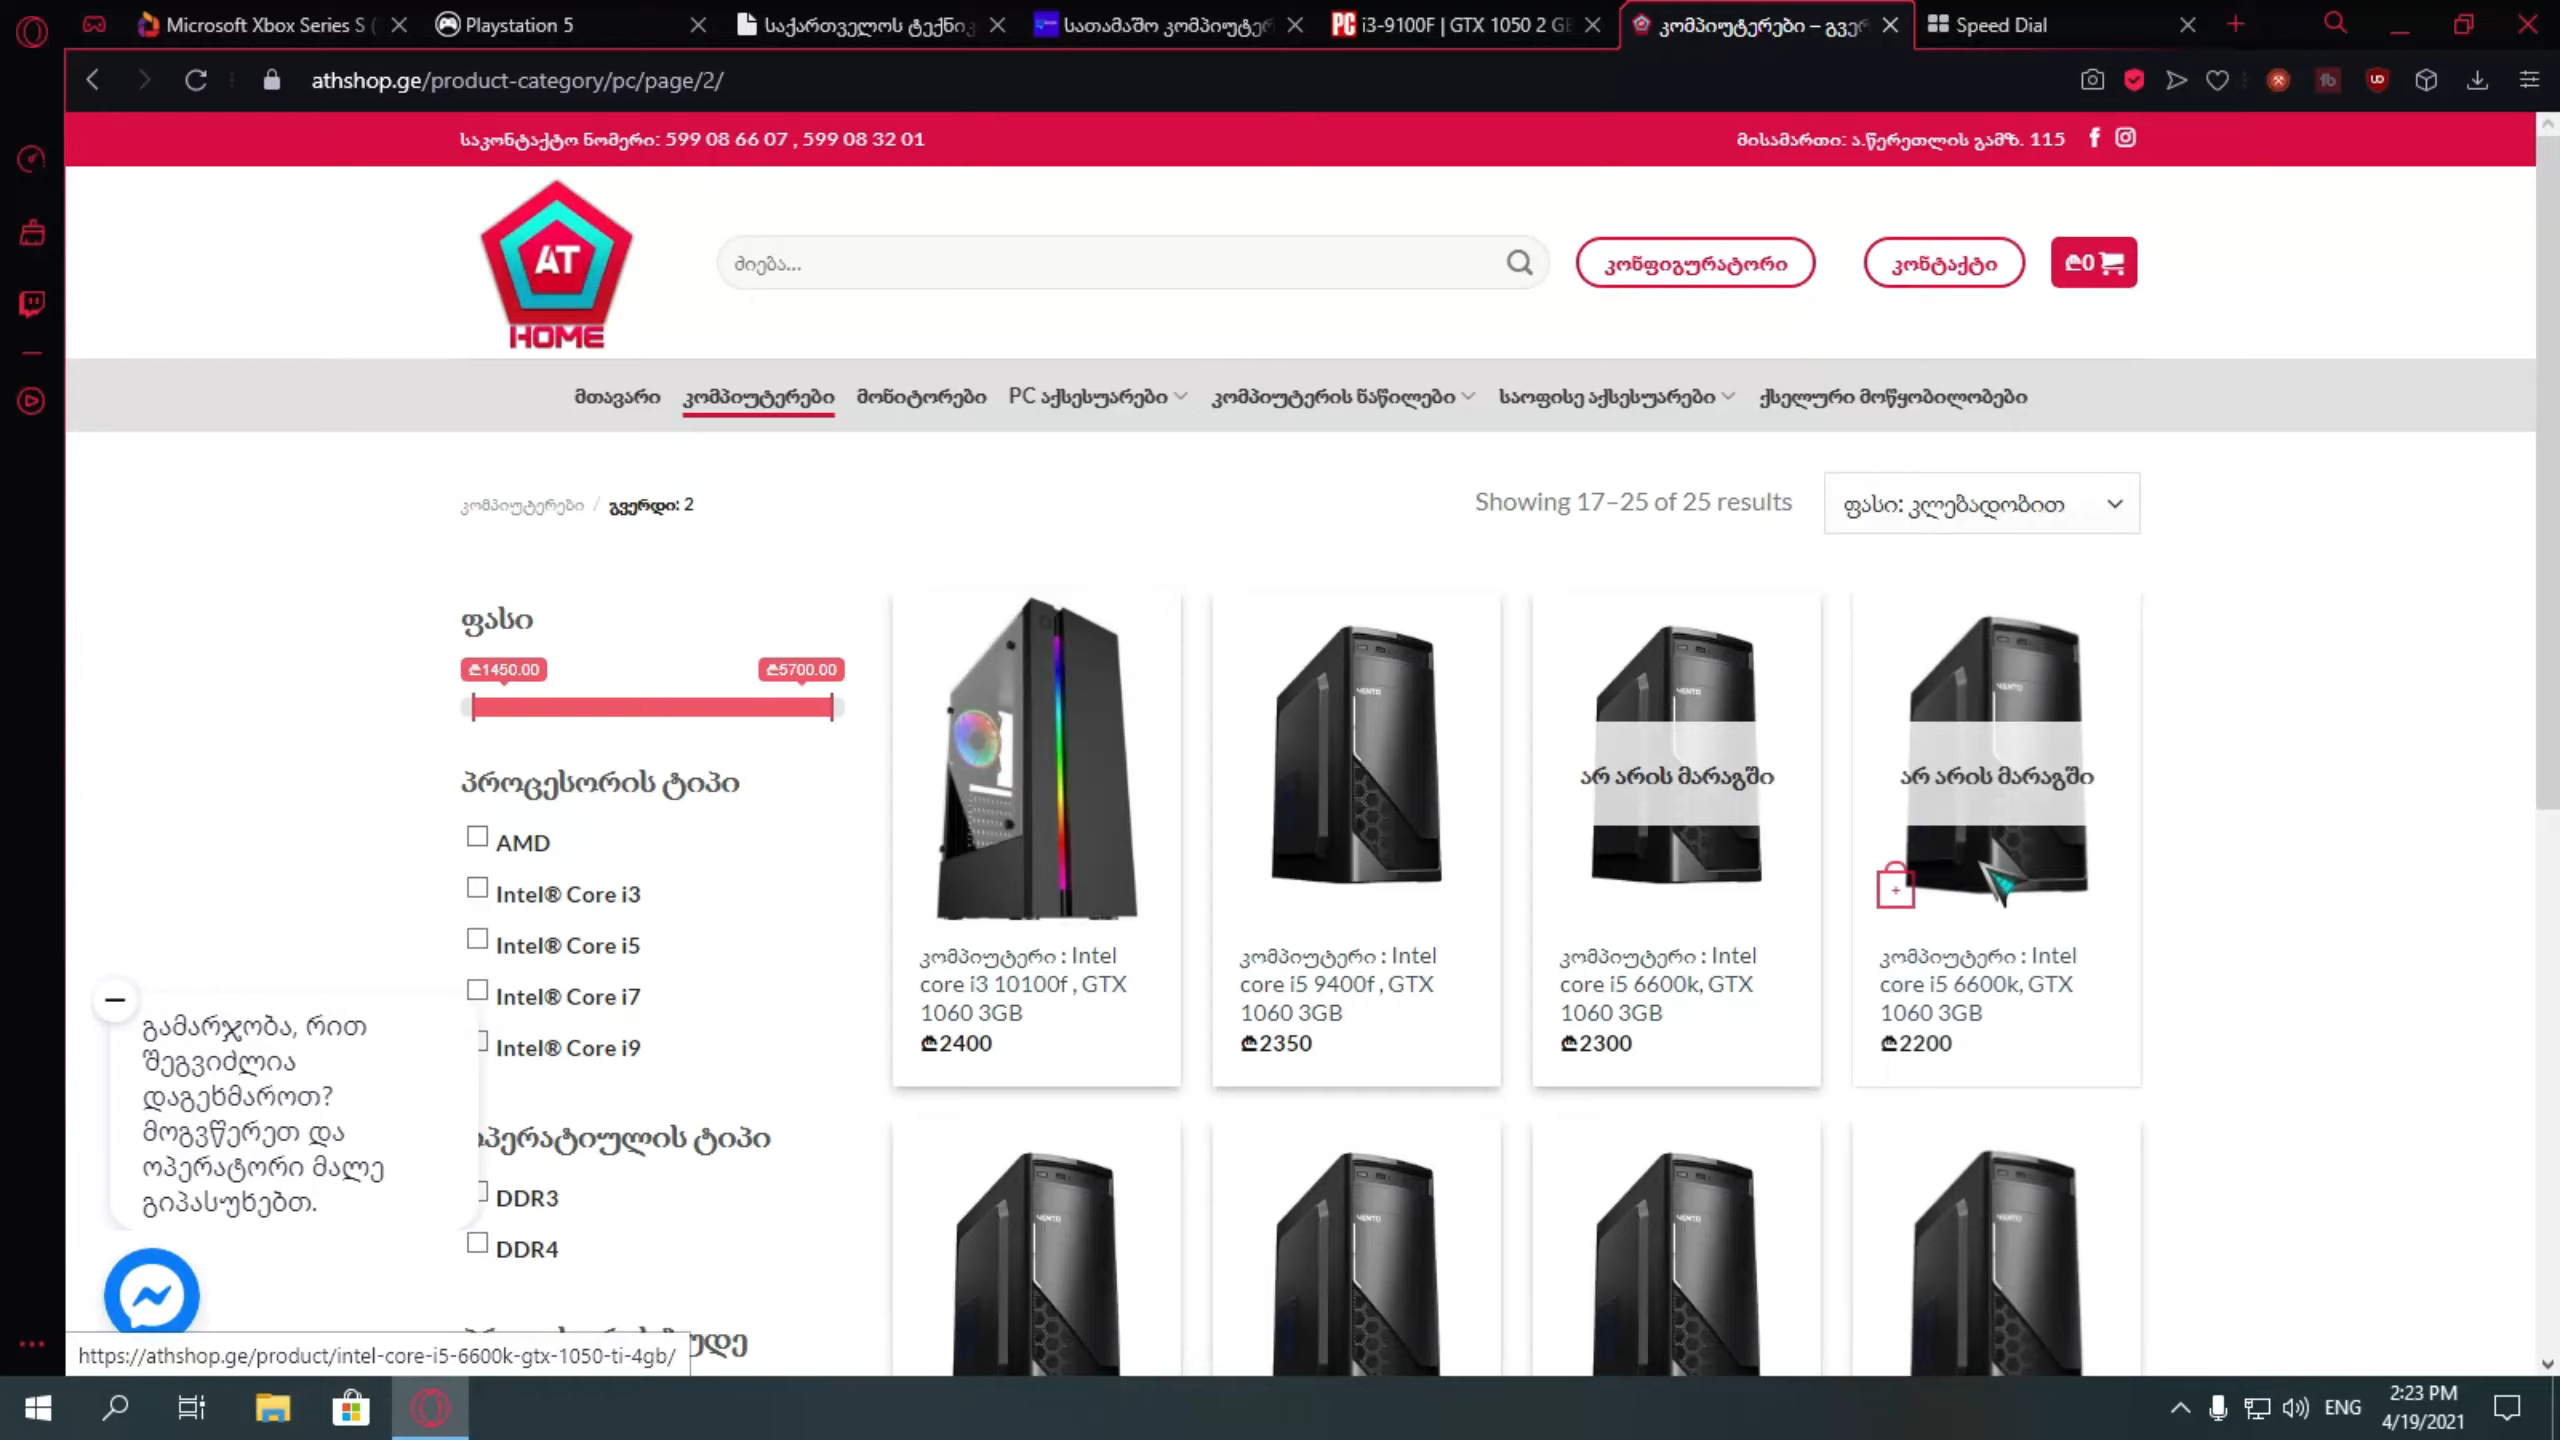 Microsoft Xbox Series S (
Playstation 5
საქართველოს ტექნიკ
სათამაშო კომპიუტერ
PC i3-9100F | GTX 1050 2 GB
კომპიუტერები – გვერ
Speed Dial
athshop.ge/product-category/pc/page/2/
საკონტაქტო ნომერი: 599 08 66 07 , 599 08 32 01
მისამართი: ა.წერეთლის გამზ. 115
AT
HOME
ძიება...
კონფიგურატორი
კონტაქტი
₾0
მთავარი
კომპიუტერები
მონიტორები
PC აქსესუარები
კომპიუტერის ნაწილები
საოფისე აქსესუარები
ქსელური მოწყობილობები
კომპიუტერები / გვერდი: 2
Showing 17–25 of 25 results
ფასი: კლებადობით
ფასი
₾1450.00
₾5700.00
პროცესორის ტიპი
AMD
Intel® Core i3
Intel® Core i5
Intel® Core i7
Intel® Core i9
ოპერატიულის ტიპი
DDR3
DDR4
კომპიუტერი : Intel
core i3 10100f , GTX
1060 3GB
₾2400
კომპიუტერი : Intel
core i5 9400f , GTX
1060 3GB
₾2350
არ არის მარაგში
კომპიუტერი : Intel
core i5 6600k, GTX
1060 3GB
₾2300
არ არის მარაგში
კომპიუტერი : Intel
core i5 6600k, GTX
1060 3GB
₾2200
გამარჯობა, რით
შეგვიძლია
დაგეხმაროთ?
მოგვწერეთ და
ოპერატორი მალე
გიპასუხებთ.
https://athshop.ge/product/intel-core-i5-6600k-gtx-1050-ti-4gb/
ENG
2:23 PM
4/19/2021